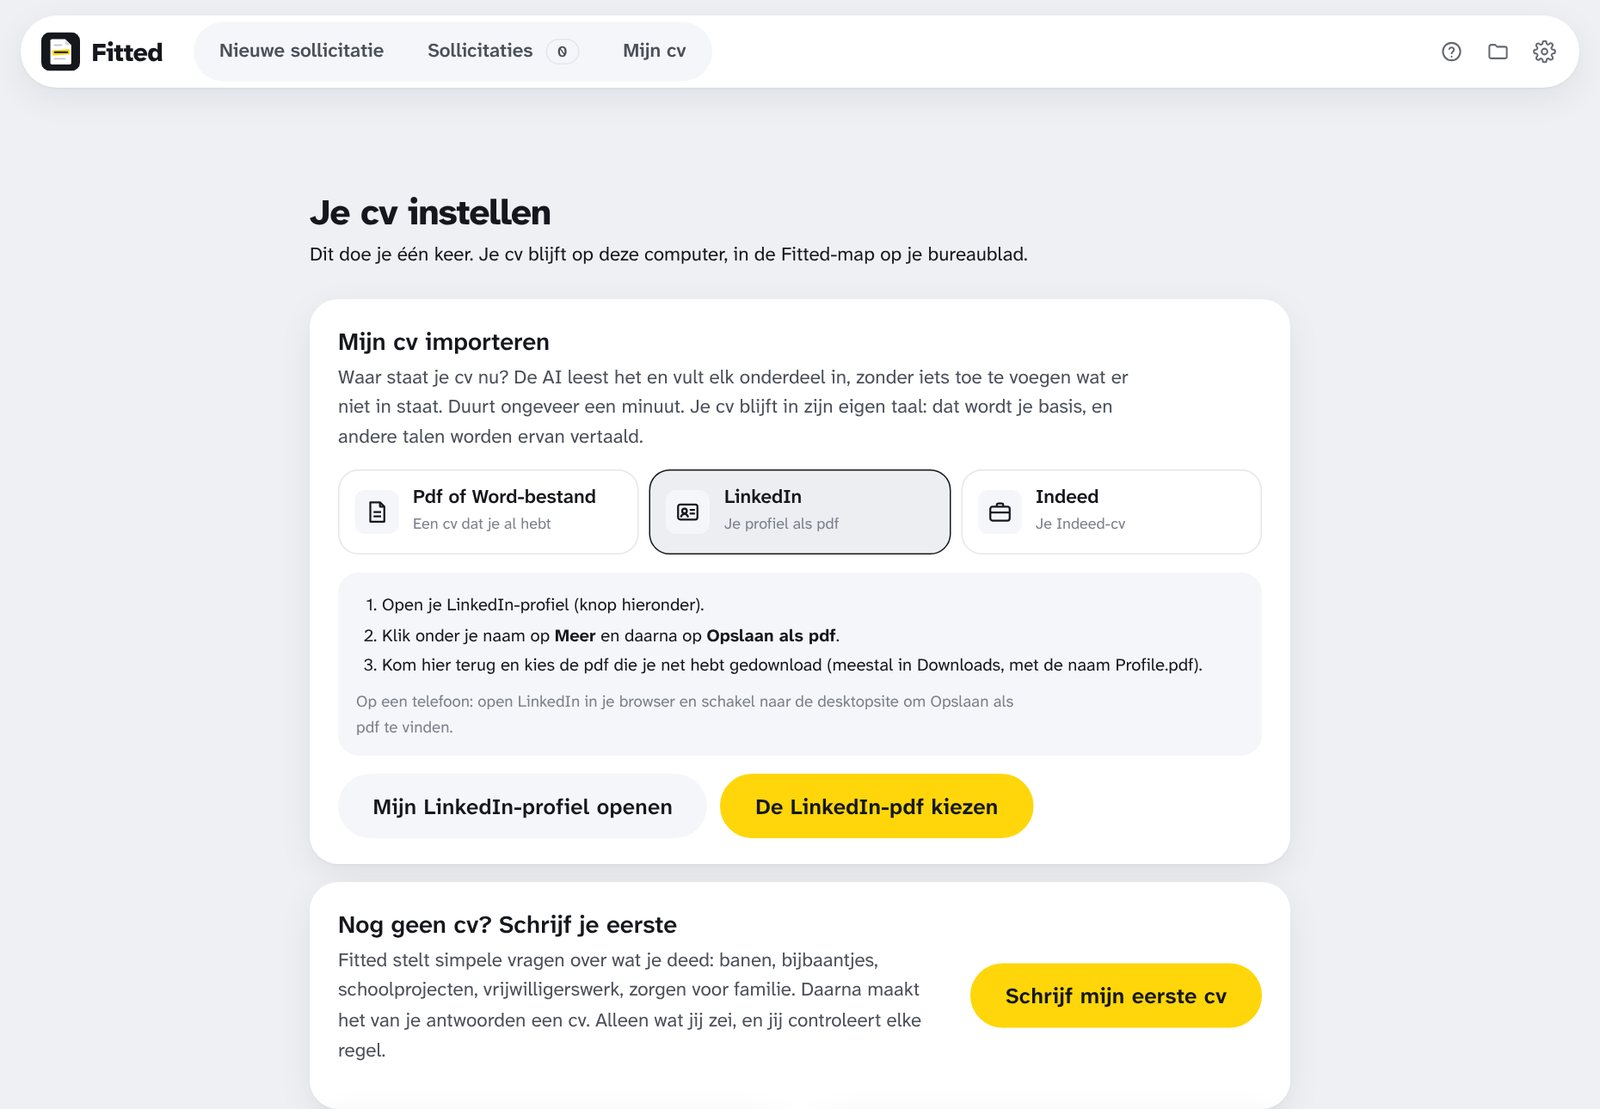 Fitted
Nieuwe sollicitatie
Sollicitaties 0
Mijn cv
Je cv instellen
Dit doe je één keer. Je cv blijft op deze computer, in de Fitted-map op je bureaublad.
Mijn cv importeren
Waar staat je cv nu? De AI leest het en vult elk onderdeel in, zonder iets toe te voegen wat er
niet in staat. Duurt ongeveer een minuut. Je cv blijft in zijn eigen taal: dat wordt je basis, en
andere talen worden ervan vertaald.
Pdf of Word-bestand
Een cv dat je al hebt
LinkedIn
Je profiel als pdf
Indeed
Je Indeed-cv
1. Open je LinkedIn-profiel (knop hieronder).
2. Klik onder je naam op Meer en daarna op Opslaan als pdf.
3. Kom hier terug en kies de pdf die je net hebt gedownload (meestal in Downloads, met de naam Profile.pdf).
Op een telefoon: open LinkedIn in je browser en schakel naar de desktopsite om Opslaan als
pdf te vinden.
Mijn LinkedIn-profiel openen
De LinkedIn-pdf kiezen
Nog geen cv? Schrijf je eerste
Fitted stelt simpele vragen over wat je deed: banen, bijbaantjes,
schoolprojecten, vrijwilligerswerk, zorgen voor familie. Daarna maakt
het van je antwoorden een cv. Alleen wat jij zei, en jij controleert elke
regel.
Schrijf mijn eerste cv